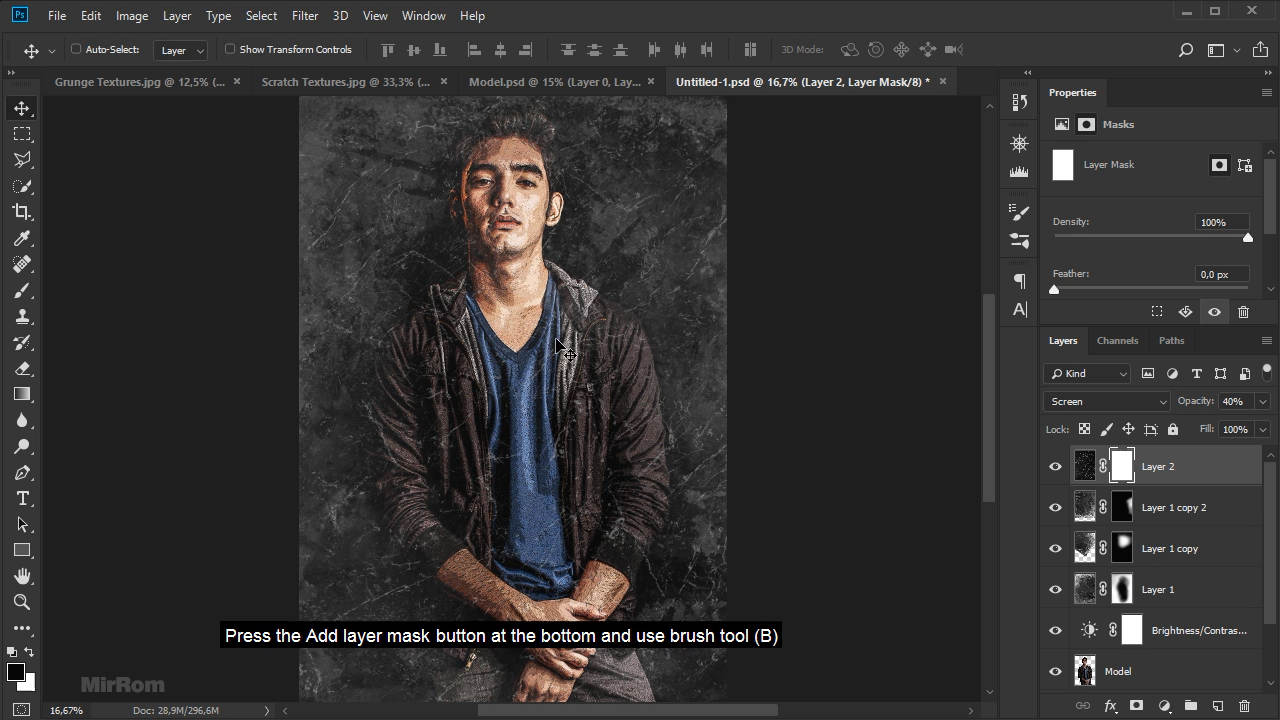 Ps File Edit Image Layer Type Select Filter 3D View Window Help
Auto-Select: Layer Show Transform Controls 3D Mode:
Grunge Textures.jpg @ 12,5% (... Scratch Textures.jpg @ 33,3% (... Model.psd @ 15% (Layer 0, Lay... Untitled-1.psd @ 16,7% (Layer 2, Layer Mask/8) *
Properties
Masks
Layer Mask
Density: 100%
Feather: 0,0 px
Layers Channels Paths
Kind
Screen Opacity: 40%
Lock: Fill: 100%
Layer 2
Layer 1 copy 2
Layer 1 copy
Layer 1
Brightness/Contras...
Model
Press the Add layer mask button at the bottom and use brush tool (B)
MirRom
16,67% Doc: 28,9M/296,6M